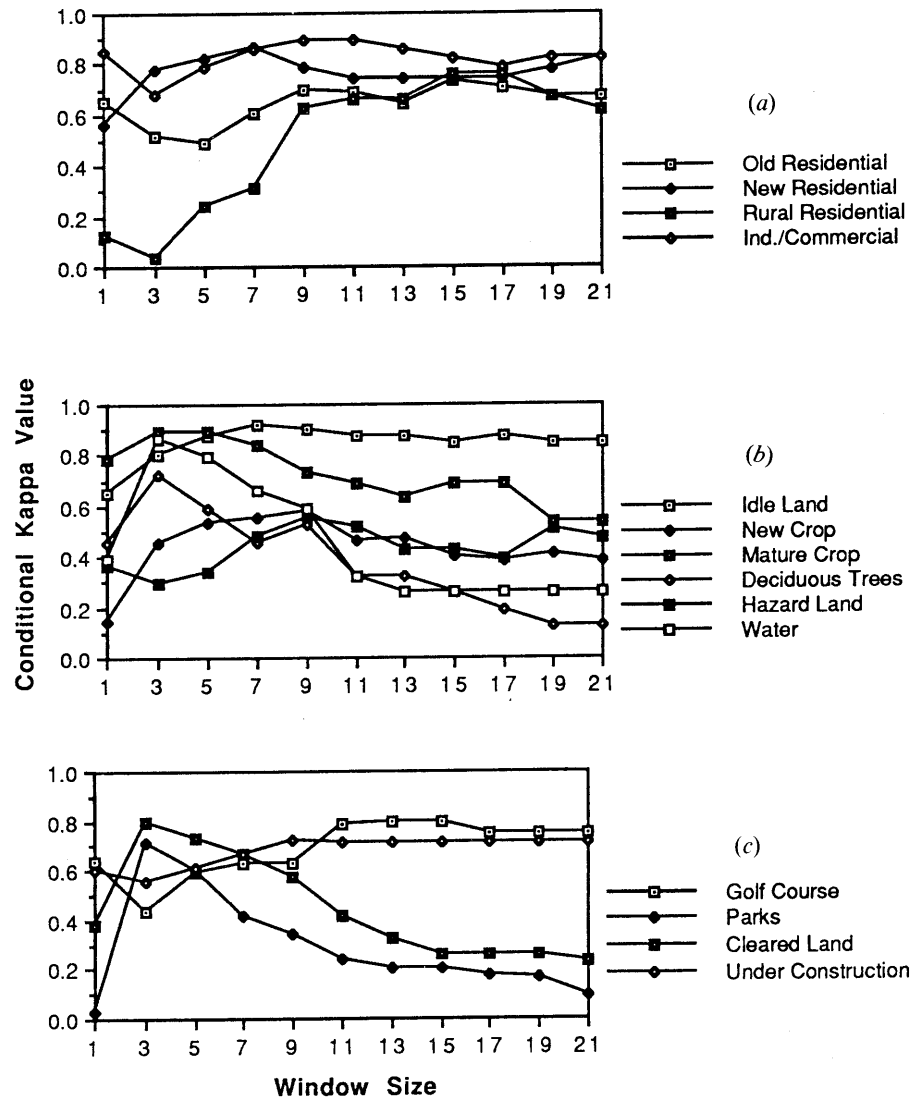 1.0
0.8
0.6
0.4
0.2
0.0
1 3 5 7 9 11 13 15 17 19 21
(a)
Old Residential
New Residential
Rural Residential
Ind./Commercial
Conditional Kappa Value
1.0
0.8
0.6
0.4
0.2
0.0
1 3 5 7 9 11 13 15 17 19 21
(b)
Idle Land
New Crop
Mature Crop
Deciduous Trees
Hazard Land
Water
1.0
0.8
0.6
0.4
0.2
0.0
1 3 5 7 9 11 13 15 17 19 21
(c)
Golf Course
Parks
Cleared Land
Under Construction
Window Size